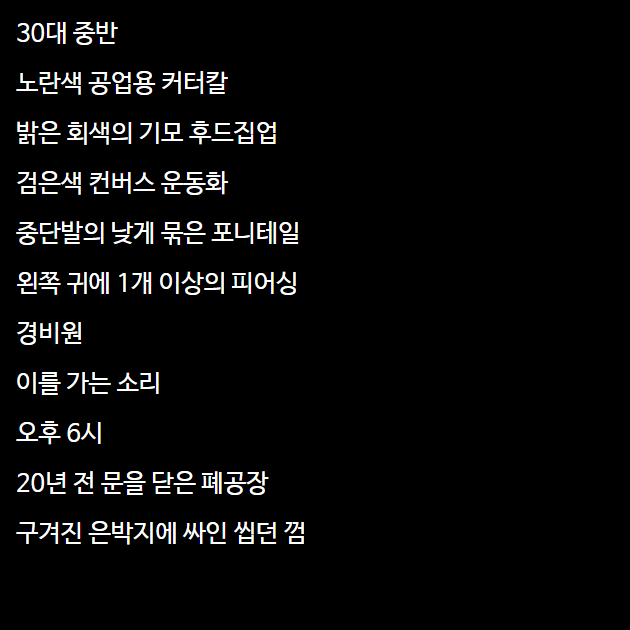 30대 중반
노란색 공업용 커터칼
밝은 회색의 기모 후드집업
검은색 컨버스 운동화
중단발의 낮게 묶은 포니테일
왼쪽 귀에 1개 이상의 피어싱
경비원
이를 가는 소리
오후 6시
20년 전 문을 닫은 폐공장
구겨진 은박지에 싸인 씹던 껌